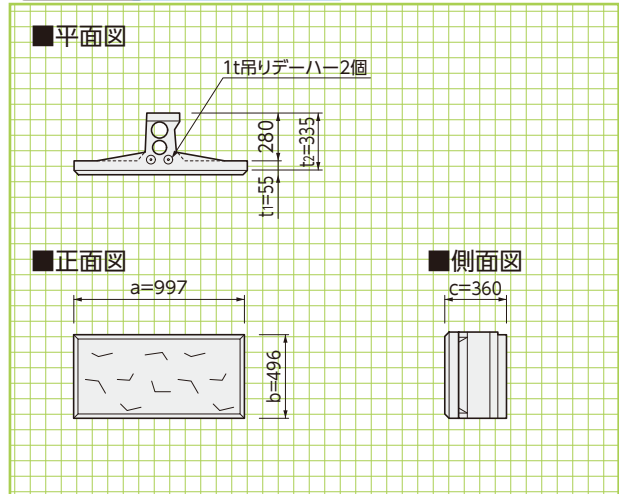 ■平面図
1t吊りデーハー2個
280
t₂=335
t₁=55
■正面図
a=997
b=496
■側面図
c=360